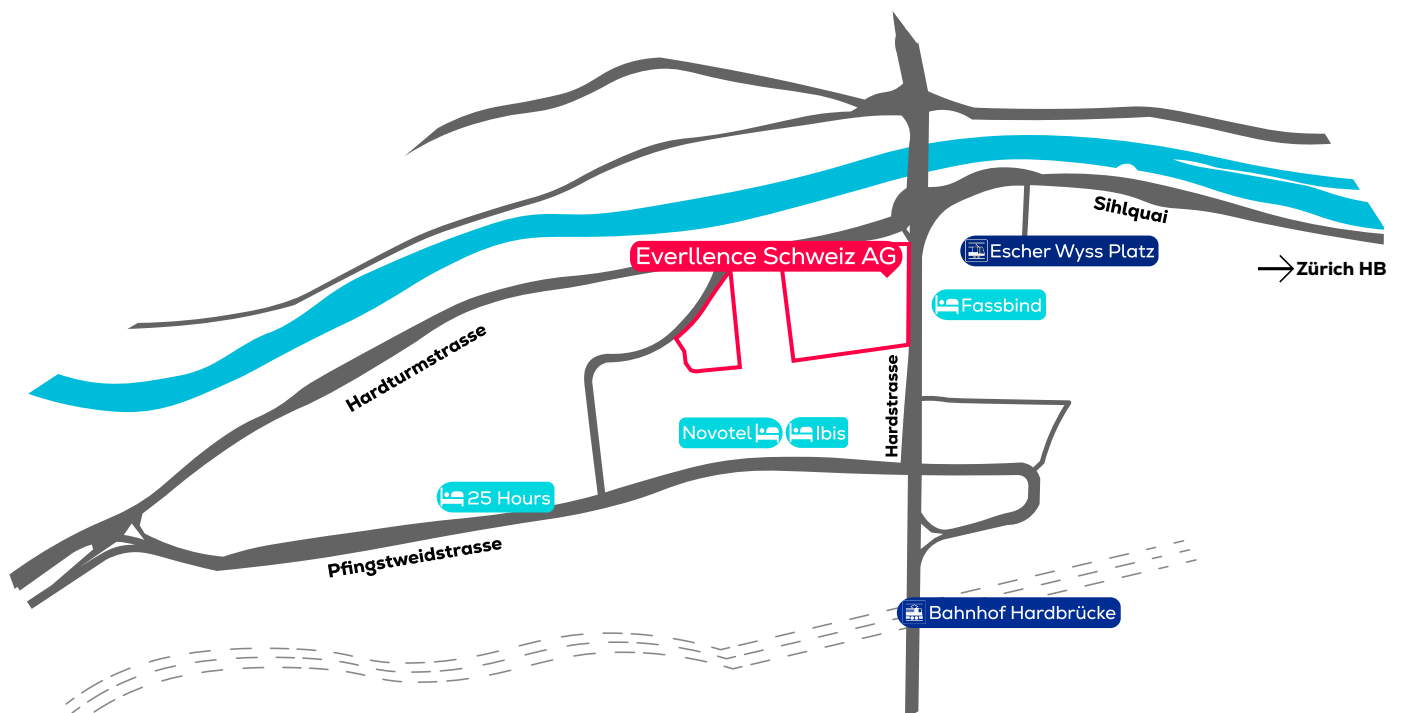 Sihlquai
Everllence Schweiz AG
Escher Wyss Platz
Zürich HB
Fassbind
Hardturmstrasse
Hardstrasse
Novotel
Ibis
25 Hours
Pfingstweidstrasse
Bahnhof Hardbrücke